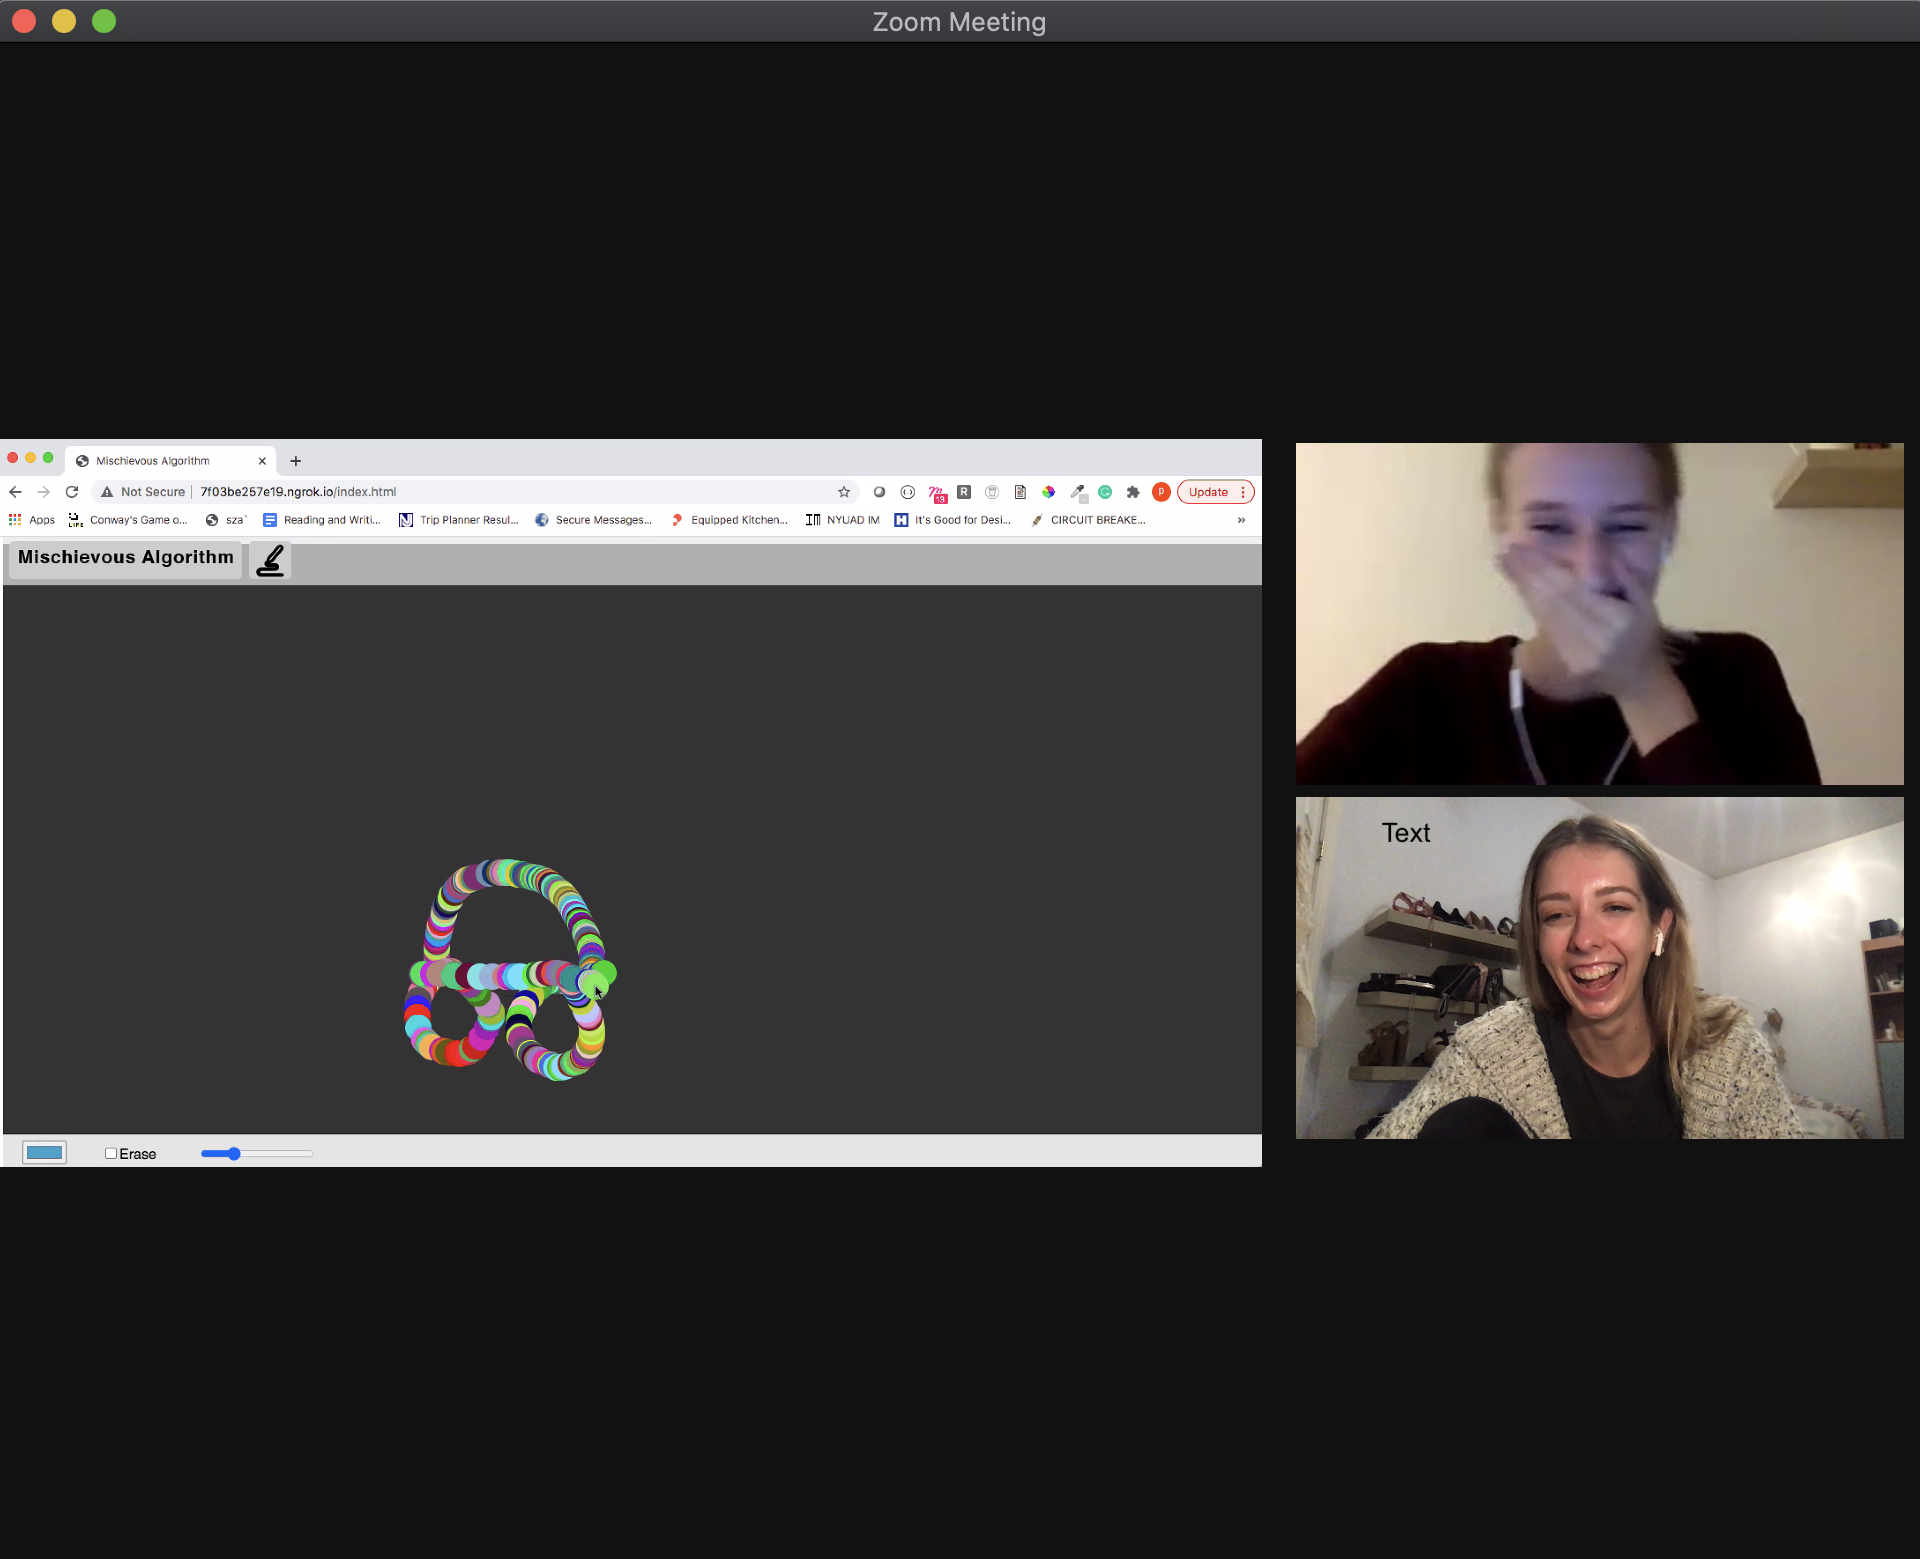 Zoom Meeting
Mischievous Algorithm
Not Secure 7f03be257e19.ngrok.io/index.html 13 R P Update
Apps LIFE Conway's Game o... sza` Reading and Writi... Trip Planner Resul... Secure Messages... Equipped Kitchen... NYUAD IM It's Good for Desi... CIRCUIT BREAKE... »
Mischievous Algorithm
Erase
Text